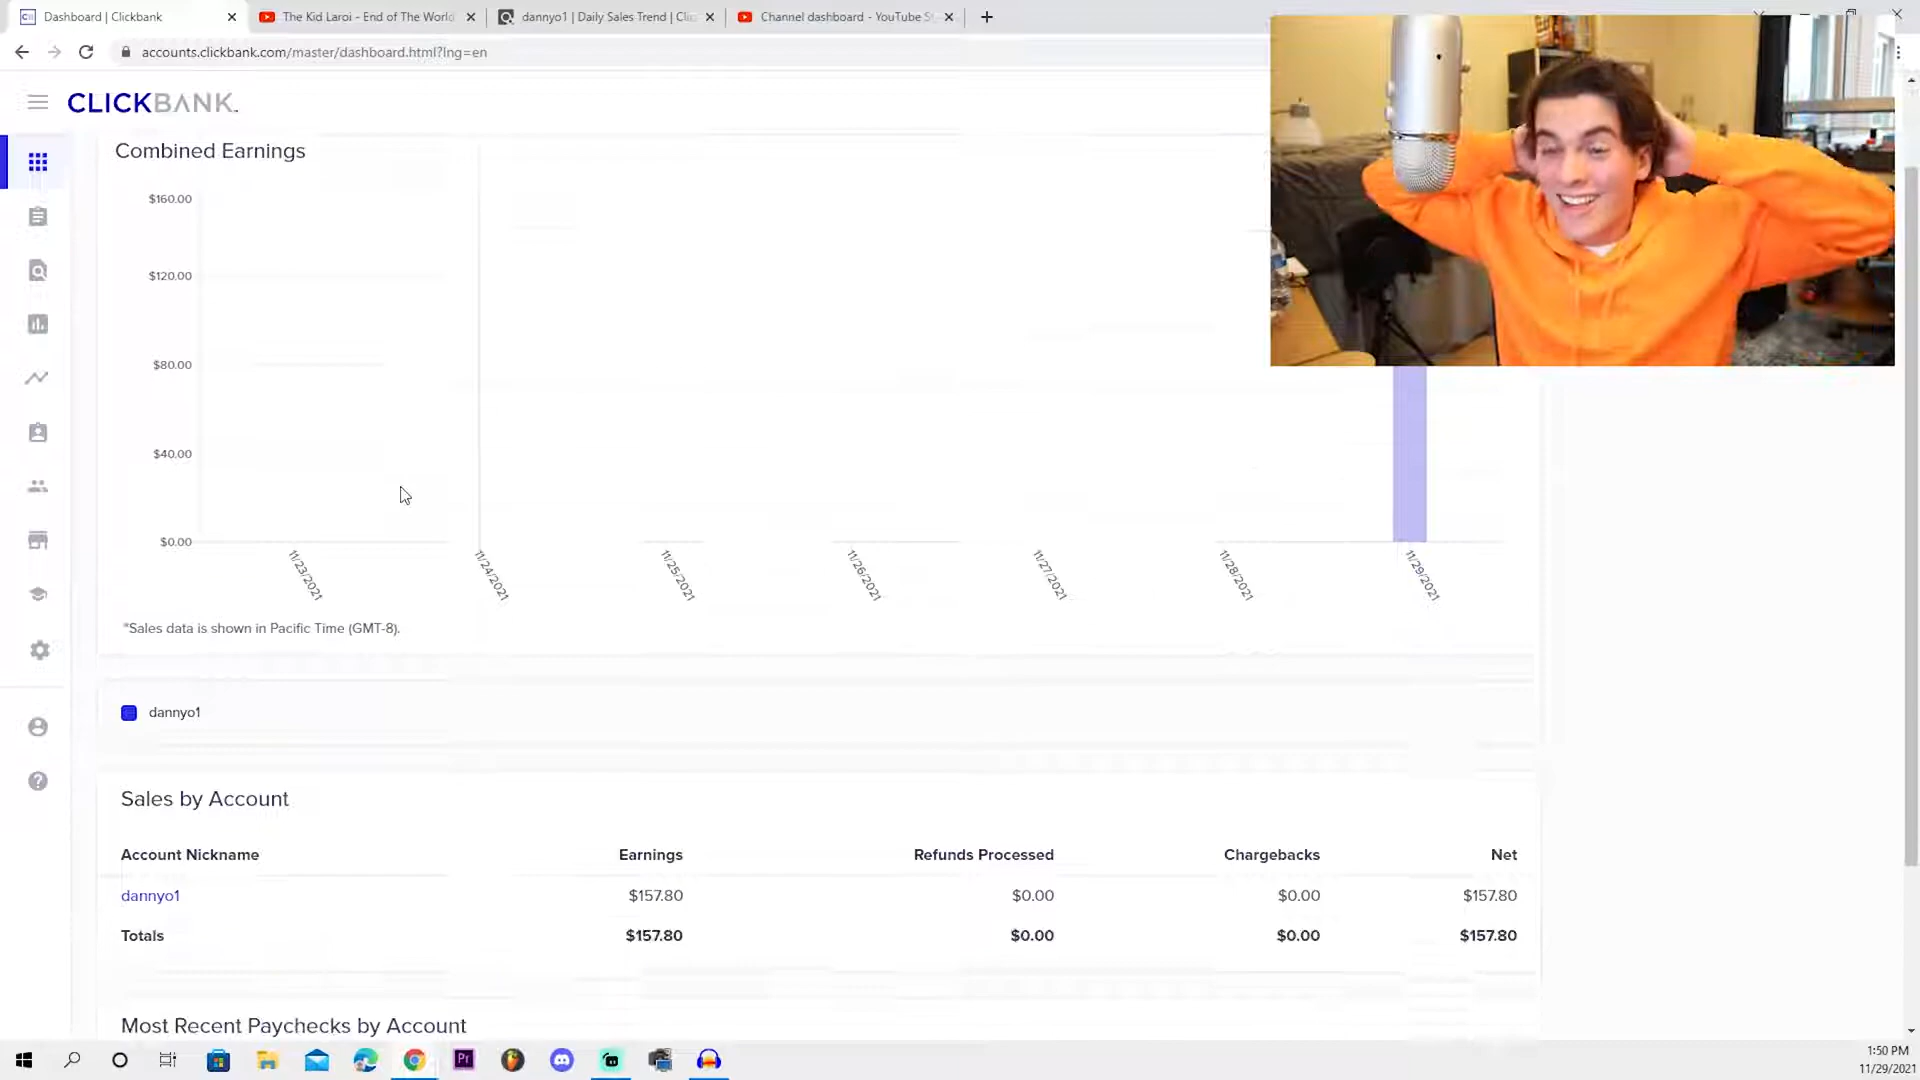 Dashboard | Clickbank
The Kid Laroi - End of The World
dannyo1 | Daily Sales Trend | Clic
Channel dashboard - YouTube S
accounts.clickbank.com/master/dashboard.html?lng=en
CLICKBANK
Combined Earnings
$160.00
$120.00
$80.00
$40.00
$0.00
11/23/2021
11/24/2021
11/25/2021
11/26/2021
11/27/2021
11/28/2021
11/29/2021
*Sales data is shown in Pacific Time (GMT-8).
dannyo1
Sales by Account
Account Nickname Earnings Refunds Processed Chargebacks Net
dannyo1 $157.80 $0.00 $0.00 $157.80
Totals $157.80 $0.00 $0.00 $157.80
Most Recent Paychecks by Account
Pr
1:50 PM
11/29/2021